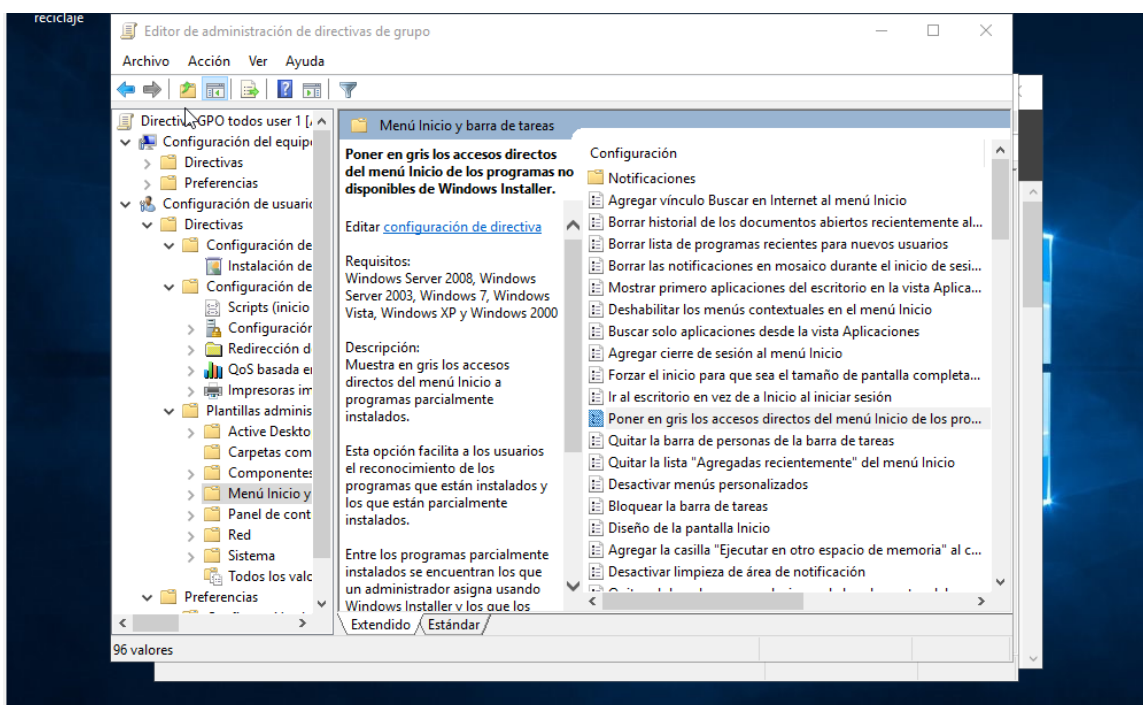 reciclaje
Editor de administración de directivas de grupo
Archivo Acción Ver Ayuda
Directiva GPO todos user 1 [
Configuración del equip
Directivas
Preferencias
Configuración de usuari
Directivas
Configuración de
Instalación de
Configuración de
Scripts (inicio
Configuració
Redirección d
QoS basada e
Impresoras im
Plantillas adminis
Active Deskto
Carpetas com
Componentes
Menú Inicio y
Panel de cont
Red
Sistema
Todos los valc
Preferencias
Menú Inicio y barra de tareas
Poner en gris los accesos directos
del menú Inicio de los programas no
disponibles de Windows Installer.
Editar configuración de directiva
Requisitos:
Windows Server 2008, Windows
Server 2003, Windows 7, Windows
Vista, Windows XP y Windows 2000
Descripción:
Muestra en gris los accesos
directos del menú Inicio a
programas parcialmente
instalados.
Esta opción facilita a los usuarios
el reconocimiento de los
programas que están instalados y
los que están parcialmente
instalados.
Entre los programas parcialmente
instalados se encuentran los que
un administrador asigna usando
Windows Installer y los que los
Configuración
Notificaciones
Agregar vínculo Buscar en Internet al menú Inicio
Borrar historial de los documentos abiertos recientemente al...
Borrar lista de programas recientes para nuevos usuarios
Borrar las notificaciones en mosaico durante el inicio de sesi...
Mostrar primero aplicaciones del escritorio en la vista Aplica...
Deshabilitar los menús contextuales en el menú Inicio
Buscar solo aplicaciones desde la vista Aplicaciones
Agregar cierre de sesión al menú Inicio
Forzar el inicio para que sea el tamaño de pantalla completa...
Ir al escritorio en vez de a Inicio al iniciar sesión
Poner en gris los accesos directos del menú Inicio de los pro...
Quitar la barra de personas de la barra de tareas
Quitar la lista "Agregadas recientemente" del menú Inicio
Desactivar menús personalizados
Bloquear la barra de tareas
Diseño de la pantalla Inicio
Agregar la casilla "Ejecutar en otro espacio de memoria" al c...
Desactivar limpieza de área de notificación
Extendido Estándar
96 valores